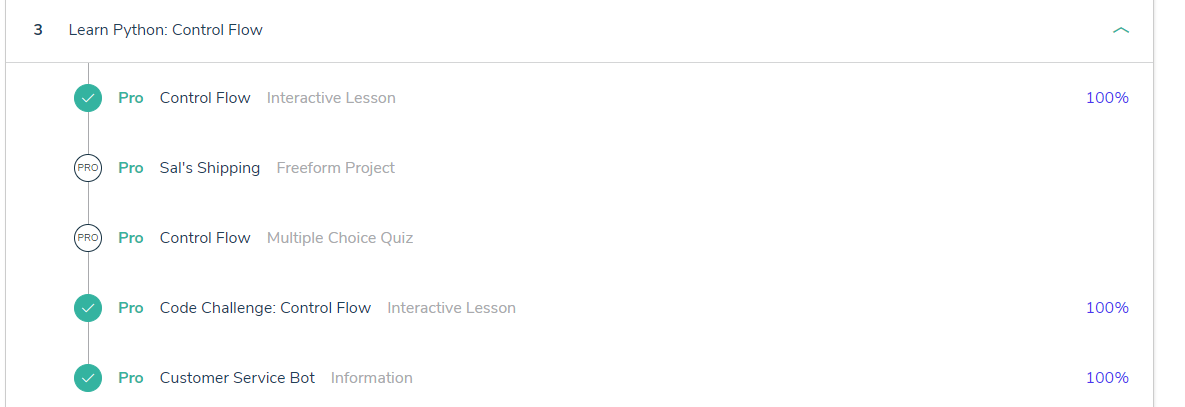 3 Learn Python: Control Flow
Pro Control Flow Interactive Lesson 100%
PRO Pro Sal's Shipping Freeform Project
PRO Pro Control Flow Multiple Choice Quiz
Pro Code Challenge: Control Flow Interactive Lesson 100%
Pro Customer Service Bot Information 100%